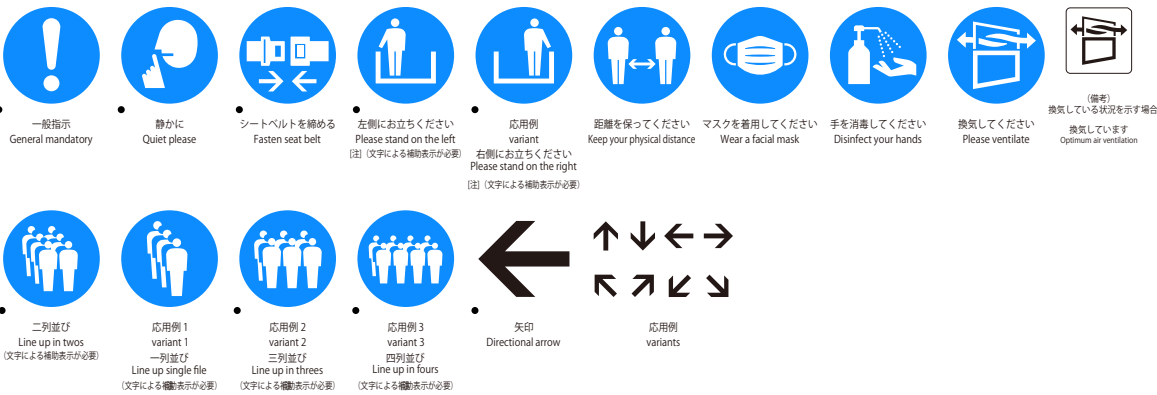 一般指示
General mandatory
静かに
Quiet please
シートベルトを締める
Fasten seat belt
左側にお立ちください
Please stand on the left
[注]（文字による補助表示が必要）
応用例
variant
右側にお立ちください
Please stand on the right
[注]（文字による補助表示が必要）
距離を保ってください
Keep your physical distance
マスクを着用してください
Wear a facial mask
手を消毒してください
Disinfect your hands
換気してください
Please ventilate
（備考）
換気している状況を示す場合
換気しています
Optimum air ventilation
二列並び
Line up in twos
（文字による補助表示が必要）
応用例 1
variant 1
一列並び
Line up single file
（文字による補助表示が必要）
応用例 2
variant 2
三列並び
Line up in threes
（文字による補助表示が必要）
応用例 3
variant 3
四列並び
Line up in fours
（文字による補助表示が必要）
矢印
Directional arrow
応用例
variants